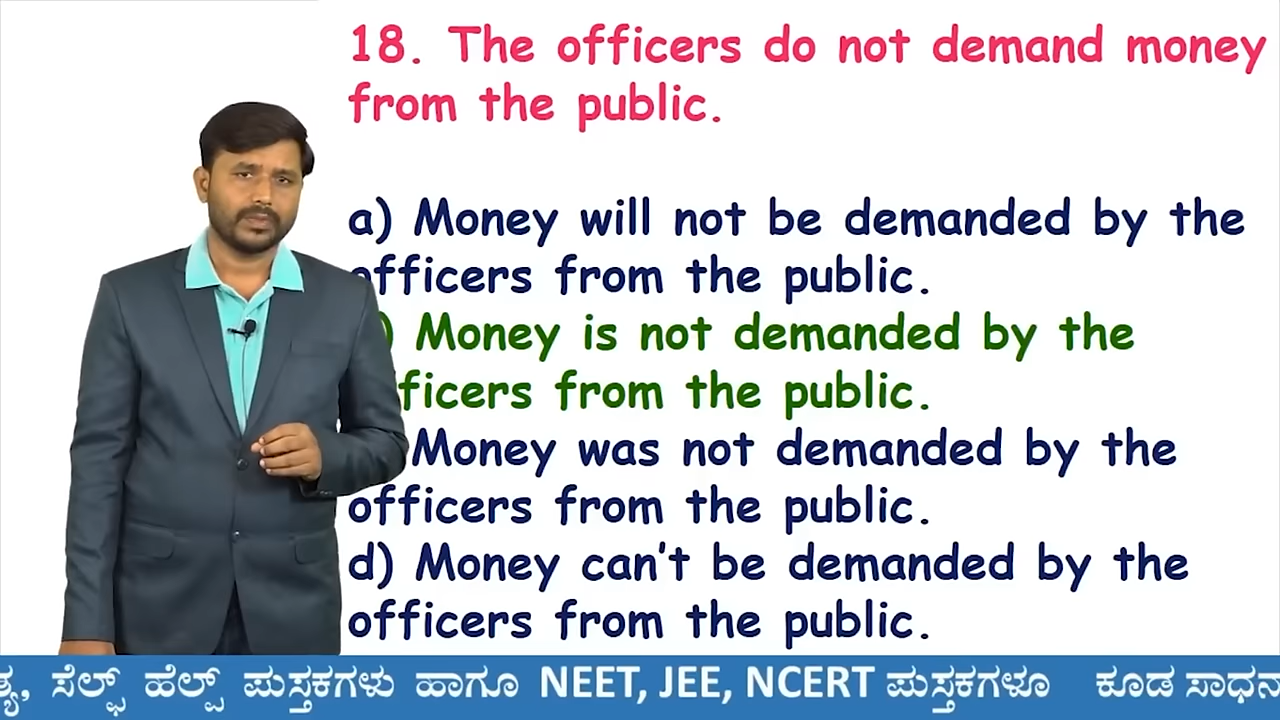 18. The officers do not demand money
from the public.
a) Money will not be demanded by the
officers from the public.
) Money is not demanded by the
fficers from the public.
Money was not demanded by the
officers from the public.
d) Money can't be demanded by the
officers from the public.
ತ್ಯ, ಸೆಲ್ಫ್ ಹೆಲ್ಪ್ ಪುಸ್ತಕಗಳು ಹಾಗೂ NEET, JEE, NCERT ಪುಸ್ತಕಗಳೂ ಕೂಡ ಸಾಧನ